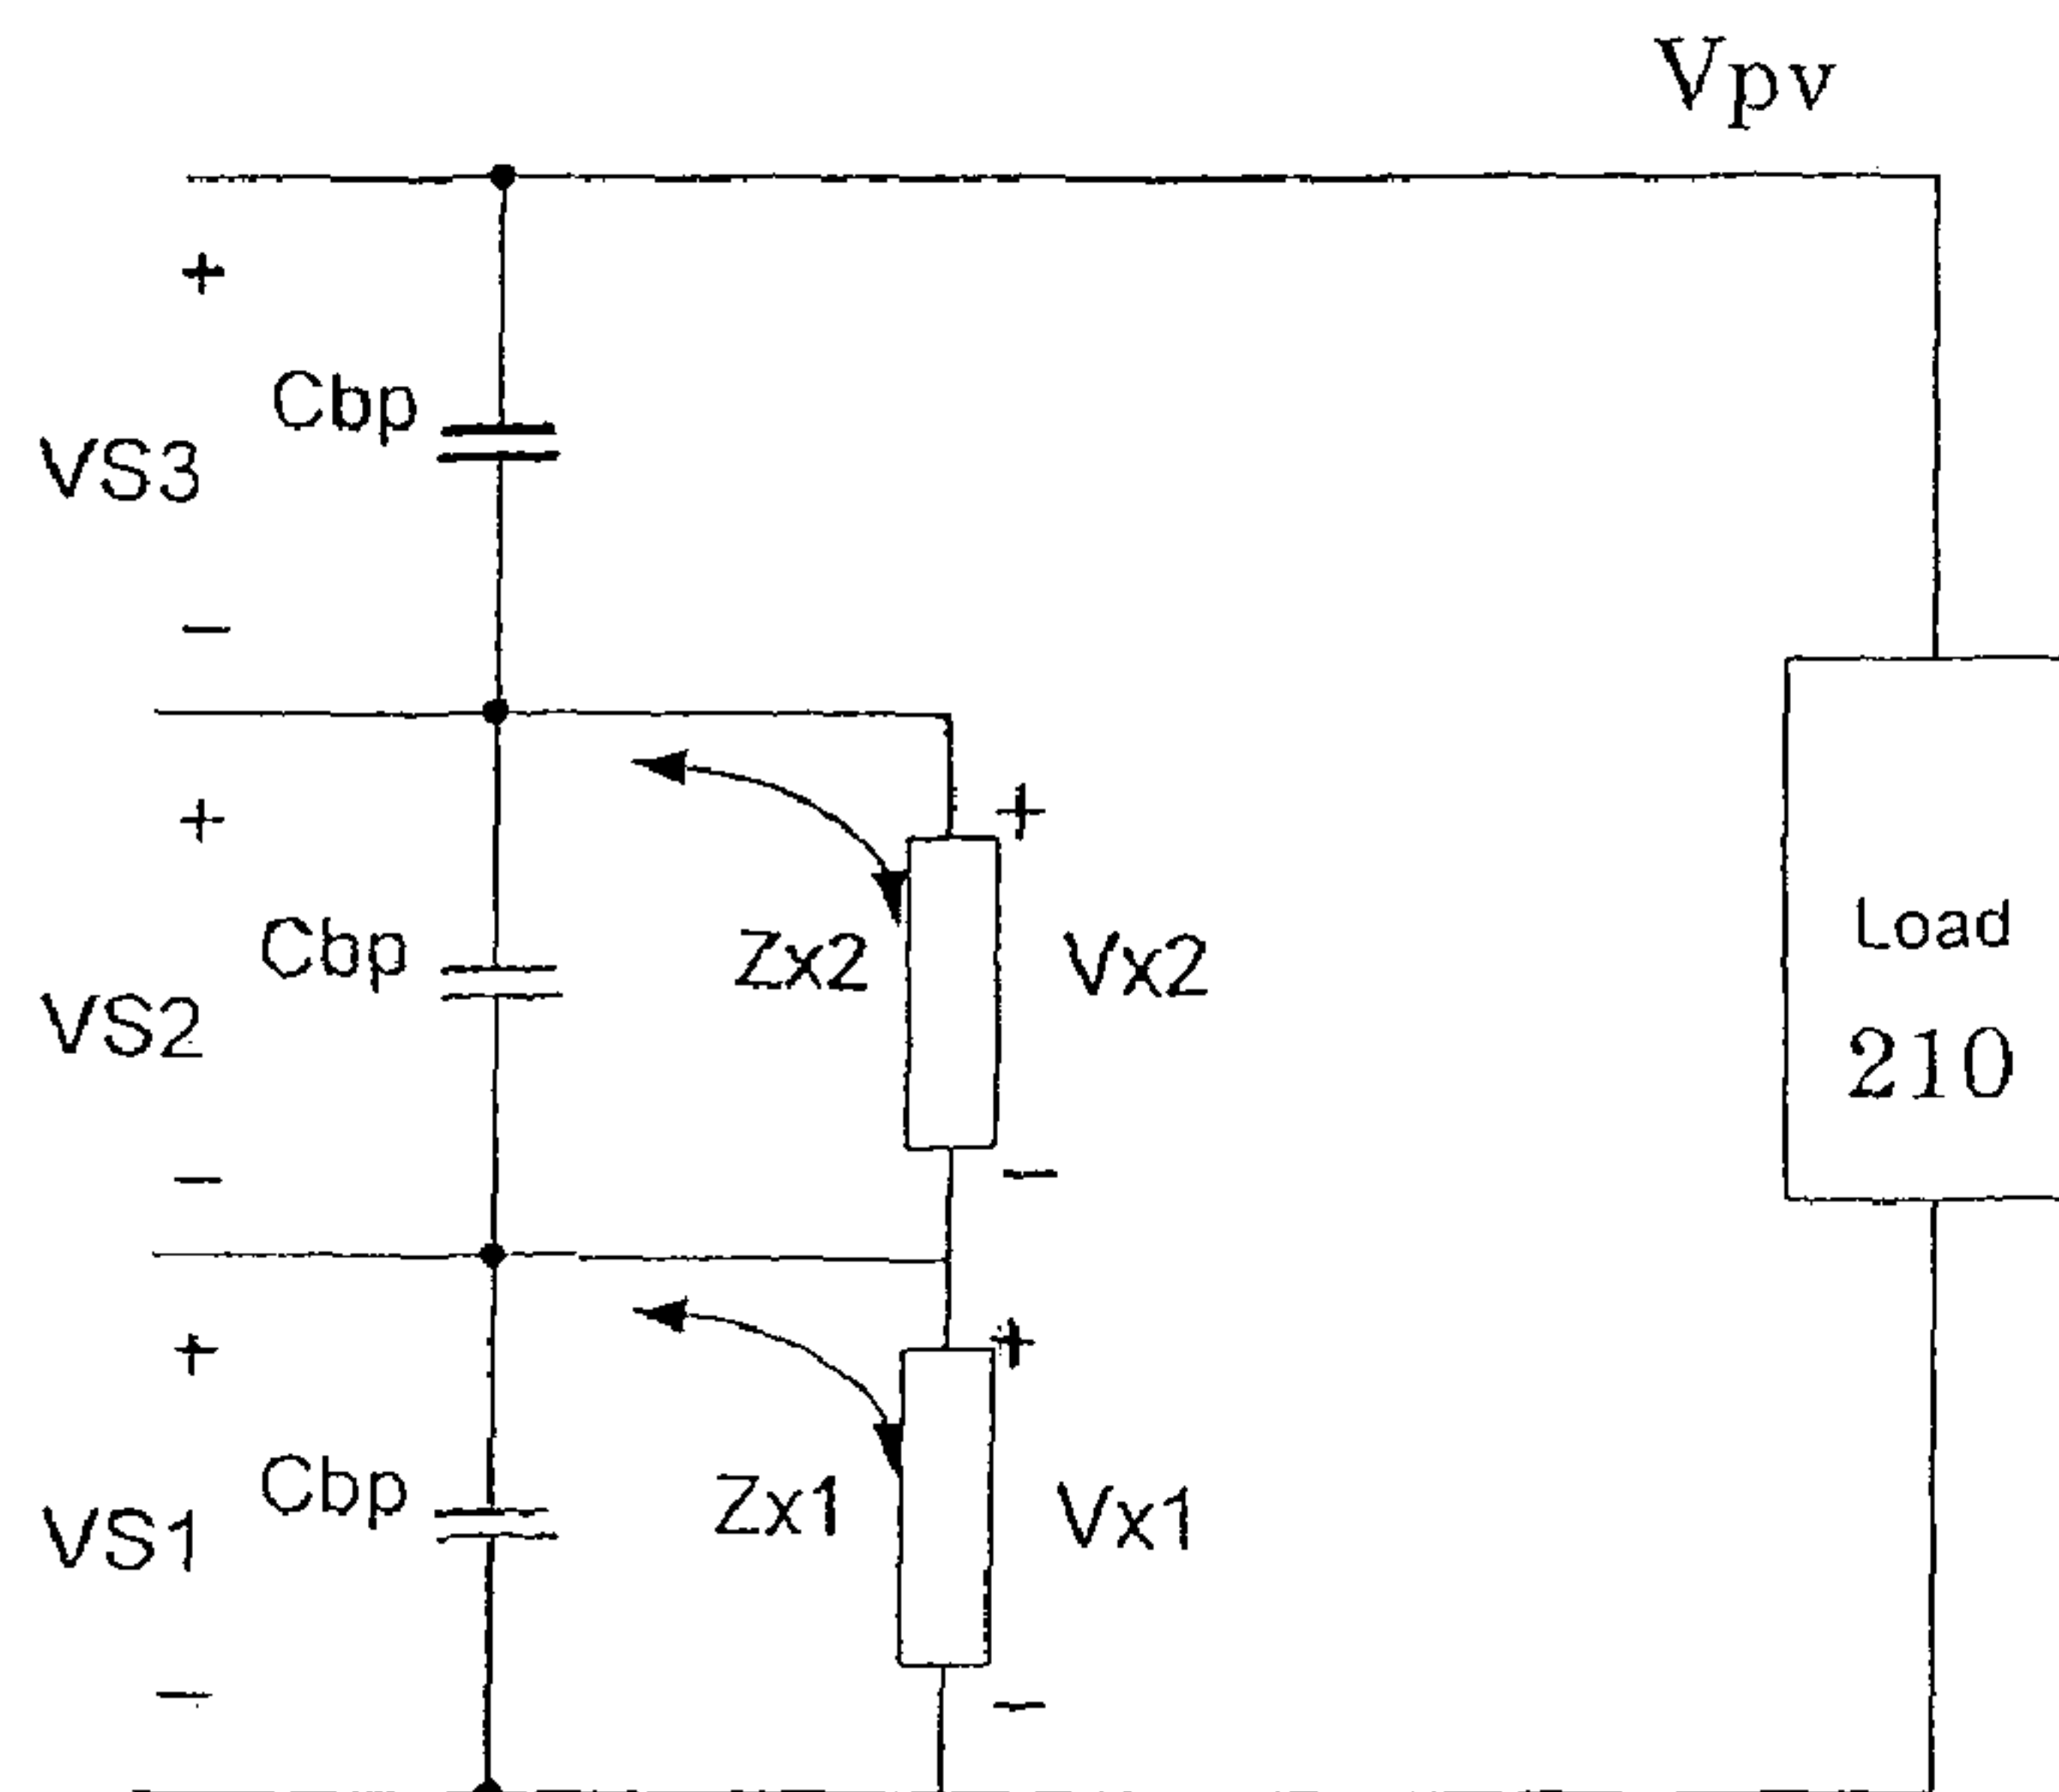 Vpv
+
Cbp
VS3
−
+
+
Cbp
Zx2
Vx2
Load
VS2
210
−
−
+
+
Cbp
Zx1
Vx1
VS1
−
−